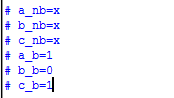 # a_nb=x
# b_nb=x
# c_nb=x
# a_b=1
# b_b=0
# c_b=1